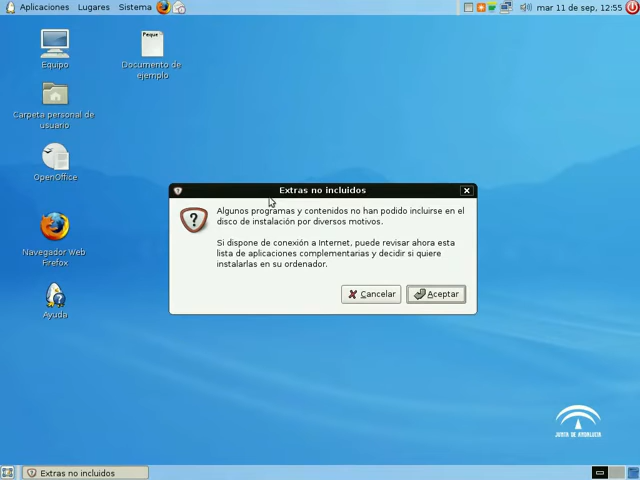 Aplicaciones Lugares Sistema
mar 11 de sep, 12:55
Equipo
Documento de
ejemplo
Carpeta personal de
usuario
OpenOffice
Navegador Web
Firefox
Ayuda
Extras no incluidos
Algunos programas y contenidos no han podido incluirse en el
disco de instalación por diversos motivos.
Si dispone de conexión a Internet, puede revisar ahora esta
lista de aplicaciones complementarias y decidir si quiere
instalarlas en su ordenador.
Cancelar
Aceptar
JUNTA DE ANDALUCIA
Extras no incluidos